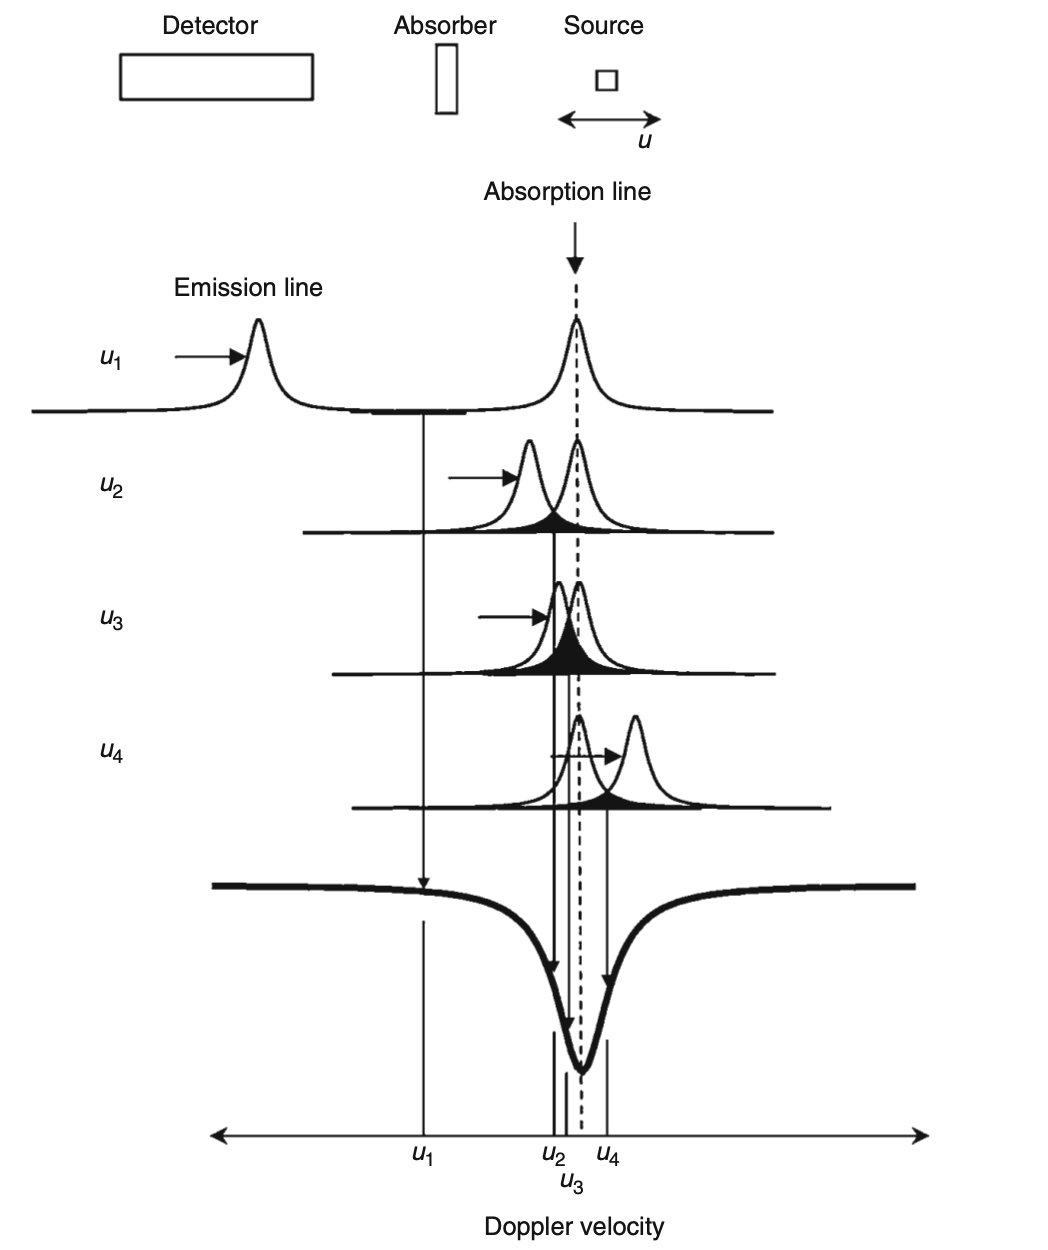 Detector Absorber Source
u
Absorption line
Emission line
u1
u2
u3
u4
u1 u2 u4
u3
Doppler velocity